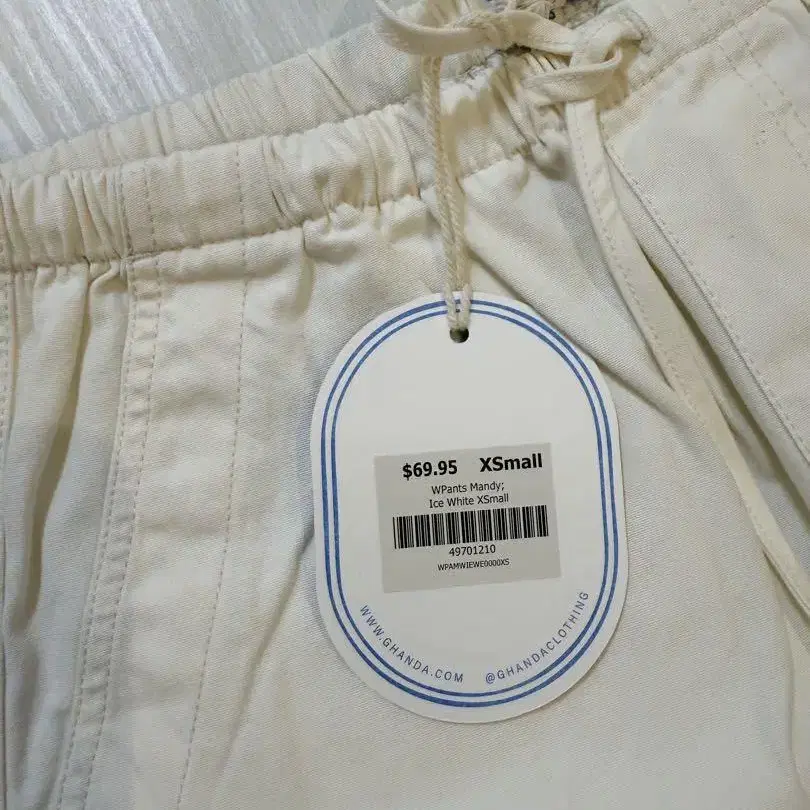 $69.95 XSmall
WPants Mandy;
Ice White XSmall
49701210
WPAMWIEWE0000XS
WWW.GHANDA.COM @GHANDACLOTHING